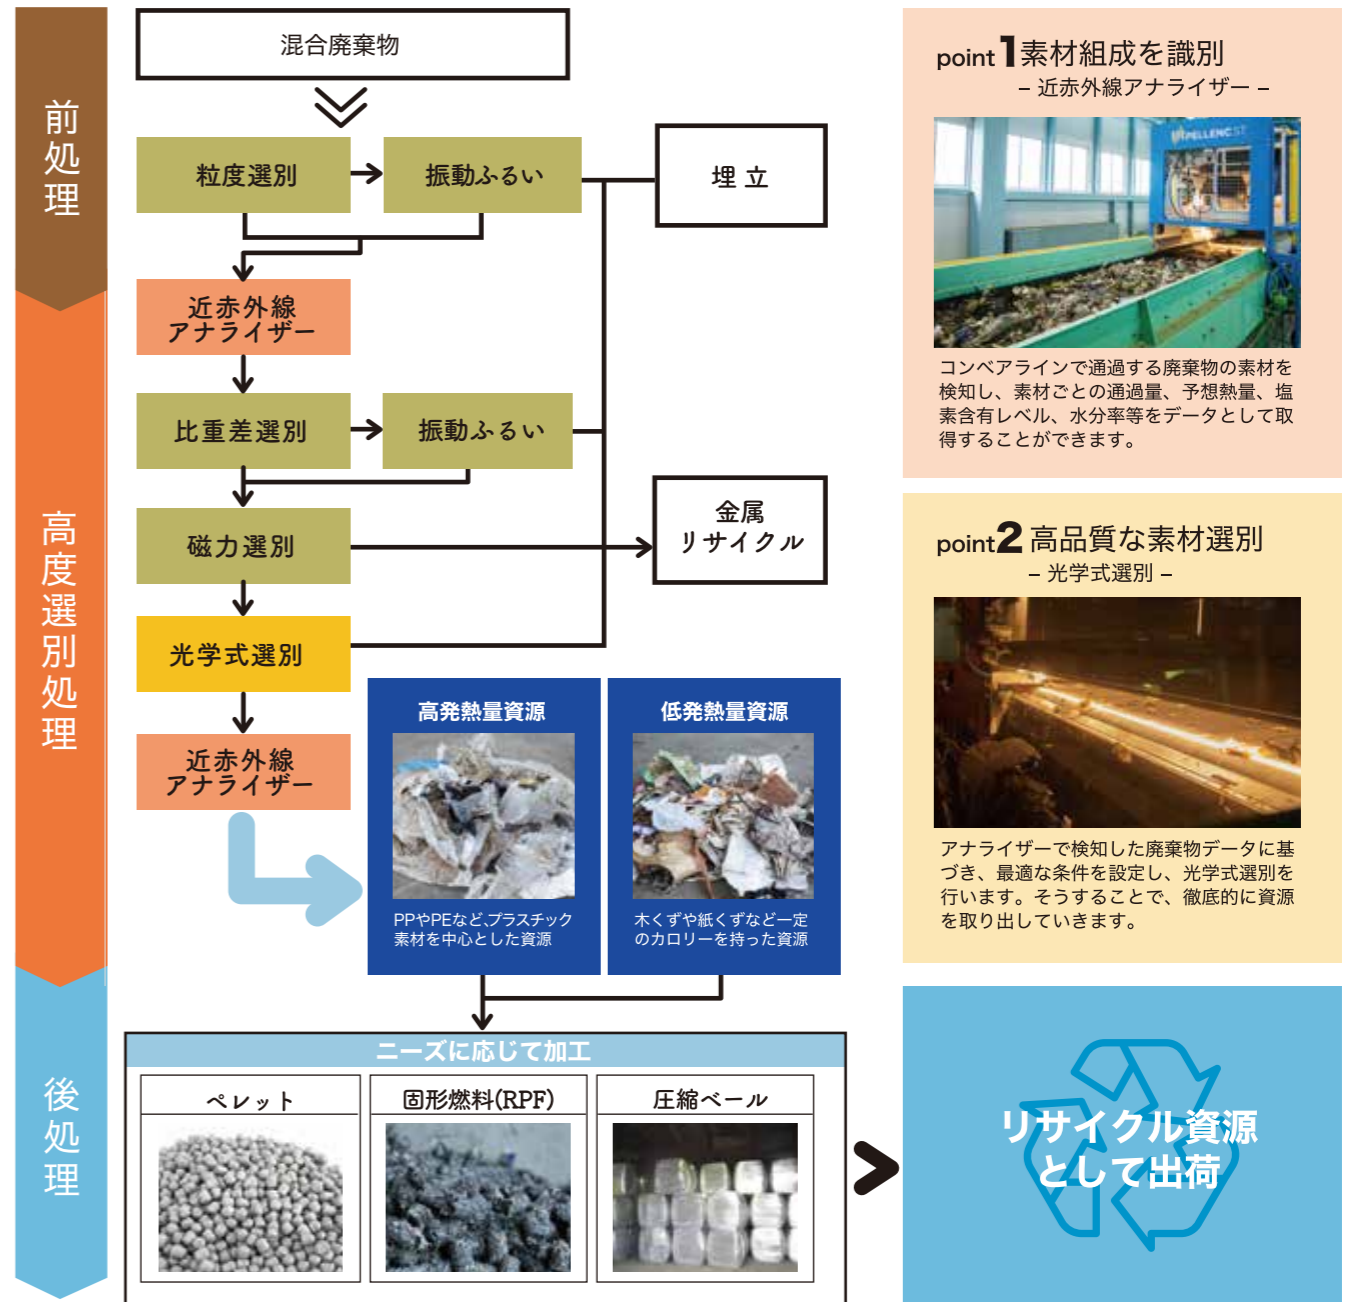 前処理
高度選別処理
後処理
混合廃棄物
粒度選別
振動ふるい
埋立
近赤外線
アナライザー
比重差選別
振動ふるい
磁力選別
金属
リサイクル
光学式選別
近赤外線
アナライザー
高発熱量資源
PPやPEなど、プラスチック
素材を中心とした資源
低発熱量資源
木くずや紙くずなど一定
のカロリーを持った資源
ニーズに応じて加工
ペレット
固形燃料(RPF)
圧縮ベール
point 1 素材組成を識別
– 近赤外線アナライザー –
PELLENC ST
コンベアラインで通過する廃棄物の素材を
検知し、素材ごとの通過量、予想熱量、塩
素含有レベル、水分率等をデータとして取
得することができます。
point 2 高品質な素材選別
– 光学式選別 –
アナライザーで検知した廃棄物データに基
づき、最適な条件を設定し、光学式選別を
行います。そうすることで、徹底的に資源
を取り出していきます。
リサイクル資源
として出荷